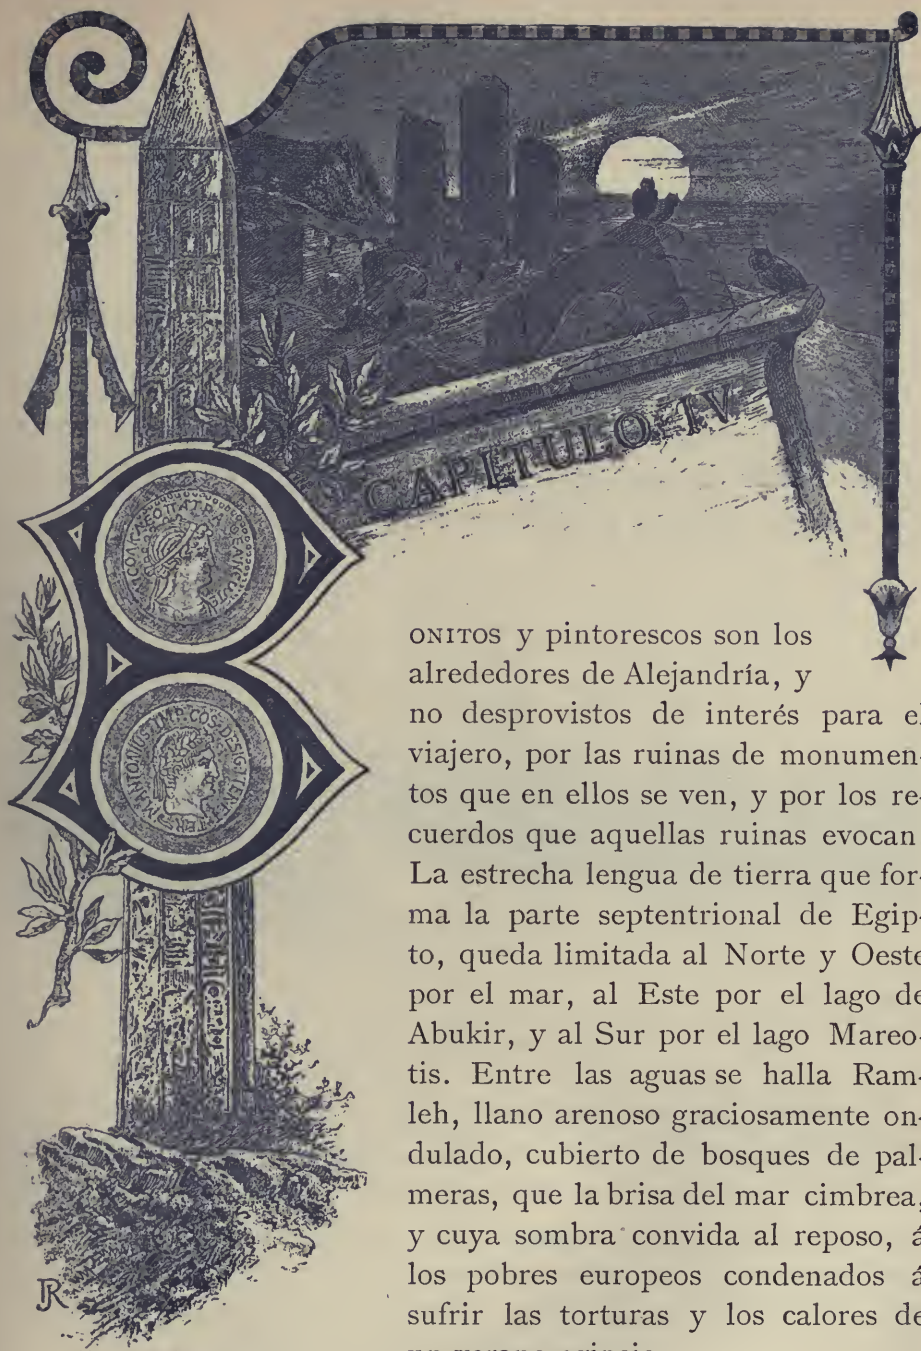 CAPITULO IV
ONITOS y pintorescos son los
alrededores de Alejandría, y
no desprovistos de interés para el
viajero, por las ruinas de monumen-
tos que en ellos se ven, y por los re-
cuerdos que aquellas ruinas evocan
La estrecha lengua de tierra que for-
ma la parte septentrional de Egip-
to, queda limitada al Norte y Oeste
por el mar, al Este por el lago de
Abukir, y al Sur por el lago Mareo-
tis. Entre las aguas se halla Ram-
leh, llano arenoso graciosamente on-
dulado, cubierto de bosques de pal-
meras, que la brisa del mar cimbrea,
y cuya sombra convida al reposo, á
los pobres europeos condenados á
sufrir las torturas y los calores de